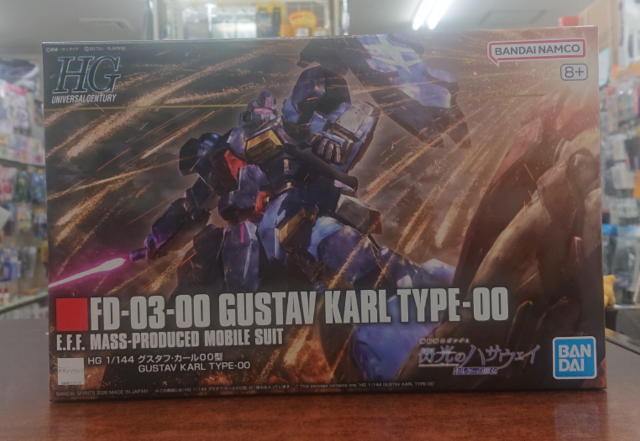 BANDAI NAMCO
HG
UNIVERSAL CENTURY
8+
FD-03-00 GUSTAV KARL TYPE-00
E.F.F. MASS-PRODUCED MOBILE SUIT
HG 1/144 グスタフ・カール00型
GUSTAV KARL TYPE-00
閃光のハサウェイ
BAN
DAI